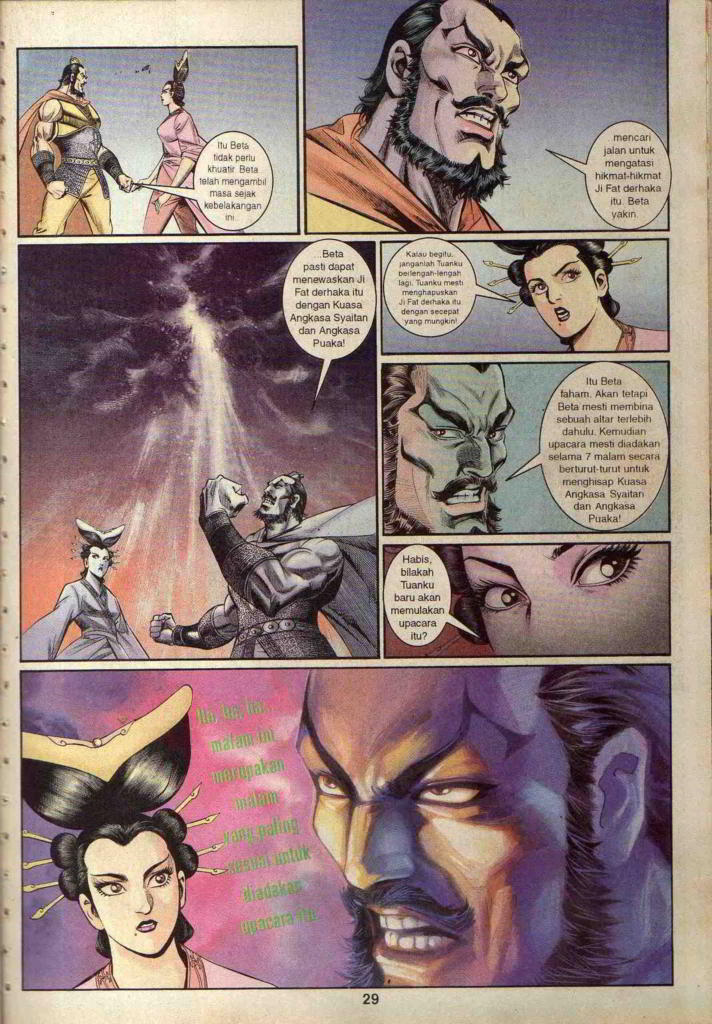 Itu Beta
tidak perlu
khuatir. Beta
telah mengambil
masa sejak
kebelakangan
ini.
...mencari
jalan untuk
mengatasi
hikmat-hikmat
Ji Fat derhaka
itu. Beta
yakin.
...Beta
pasti dapat
menewaskan Ji
Fat derhaka itu
dengan Kuasa
Angkasa Syaitan
dan Angkasa
Puaka!
Kalau begitu,
janganlah Tuanku
berlengah-lengah
lagi. Tuanku mesti
menghapuskan
Ji Fat derhaka itu
dengan secepat
yang mungkin!
Itu Beta
faham. Akan tetapi
Beta mesti membina
sebuah altar terlebih
dahulu. Kemudian
upacara mesti diadakan
selama 7 malam secara
berturut-turut untuk
menghisap Kuasa
Angkasa Syaitan
dan Angkasa
Puaka!
Habis,
bilakah
Tuanku
baru akan
memulakan
upacara
itu?
malam ini
merupakan
malam
yang paling
sesuai untuk
diadakan
upacara itu
29